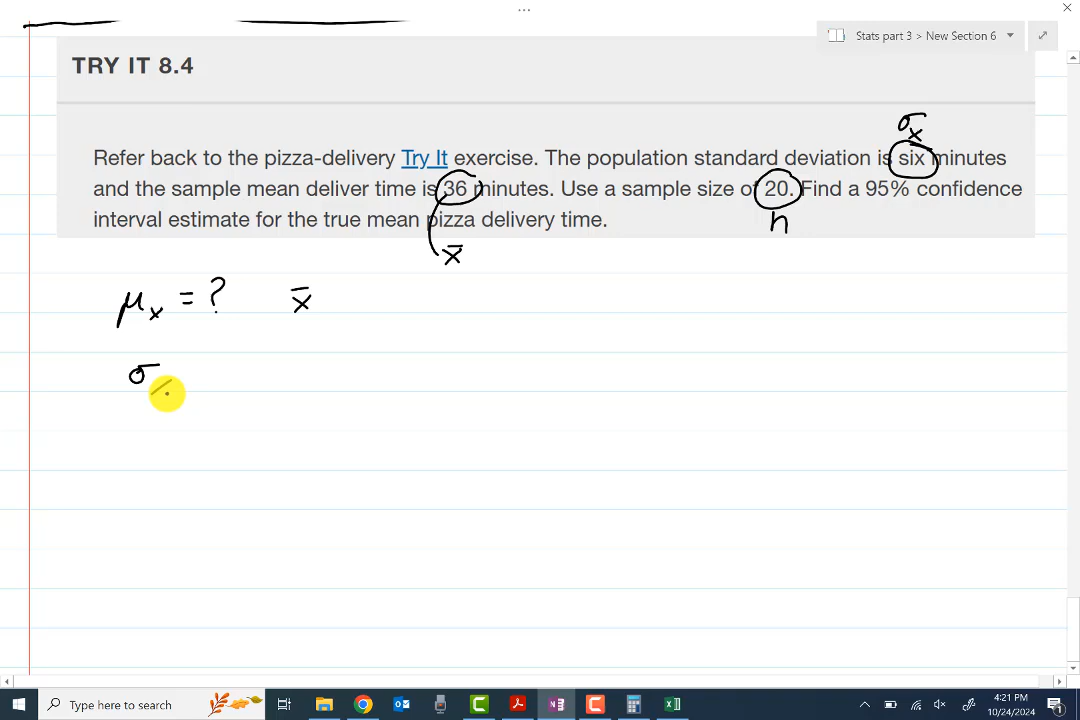 ...
Stats part 3 > New Section 6
TRY IT 8.4
σx
Refer back to the pizza-delivery Try It exercise. The population standard deviation is six minutes
and the sample mean deliver time is 36 minutes. Use a sample size of 20. Find a 95% confidence
interval estimate for the true mean pizza delivery time.
n
x̄
μx = ? x̄
σ
Type here to search
4:21 PM
10/24/2024
1